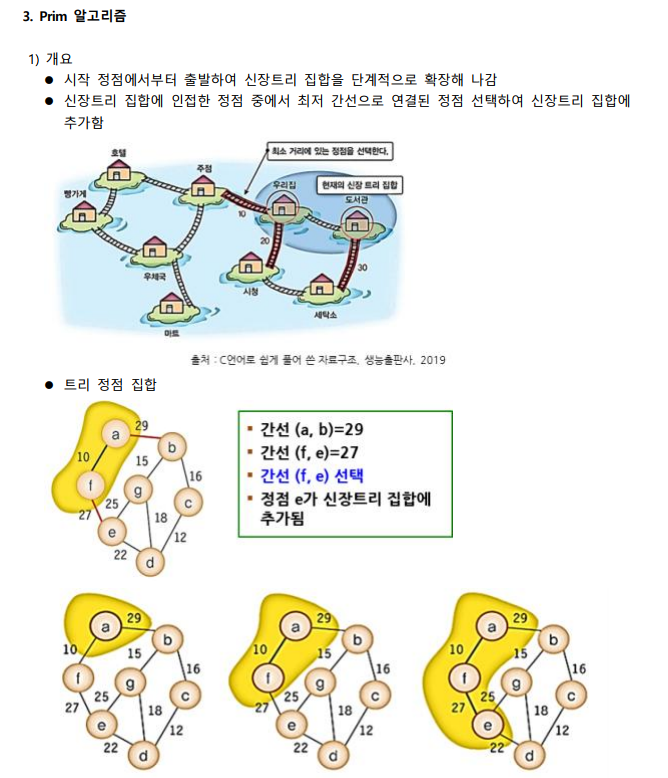 3. Prim 알고리즘
1) 개요
● 시작 정점에서부터 출발하여 신장트리 집합을 단계적으로 확장해 나감
● 신장트리 집합에 인접한 정점 중에서 최저 간선으로 연결된 정점 선택하여 신장트리 집합에
추가함
최소 거리에 있는 정점을 선택한다.
호텔
주점
우리집
현재의 신장 트리 집합
도서관
빵가게
10
20
30
우체국
시청
세탁소
마트
출처 : C언어로 쉽게 풀어 쓴 자료구조, 생능출판사, 2019
● 트리 정점 집합
29
a
b
10
15
16
f
g
c
27
25
18
e
12
22
d
▪ 간선 (a, b)=29
▪ 간선 (f, e)=27
▪ 간선 (f, e) 선택
▪ 정점 e가 신장트리 집합에
추가됨
29
a
b
10
15
16
f
g
c
25
27
18
e
12
22
d
29
a
b
10
15
16
f
g
c
25
27
18
e
12
22
d
29
a
b
10
15
16
f
g
c
25
27
18
e
12
22
d